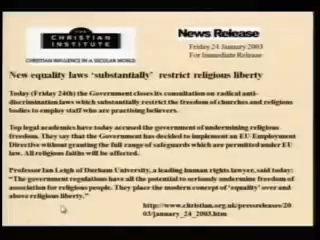 THE
CHRISTIAN
INSTITUTE
CHRISTIAN INFLUENCE IN A SECULAR WORLD
News Release
Friday 24 January 2003
For Immediate Release
New equality laws 'substantially' restrict religious liberty
Today (Friday 24th) the Government closes its consultation on radical anti-
discrimination laws which substantially restrict the freedom of churches and religious
bodies to employ staff who are practising believers.
Top legal academics have today accused the government of undermining religious
freedom. They say that the Government has decided to implement an EU Employment
Directive without granting the full range of safeguards which are permitted under EU
law. All religious faiths will be affected.
Professor Ian Leigh of Durham University, a leading human rights lawyer, said today:
"The government regulations have all the potential to seriously undermine freedom of
association for religious people. They place the modern concept of 'equality' over and
above religious liberty."
http://www.christian.org.uk/pressreleases/20
03/january_24_2003.htm